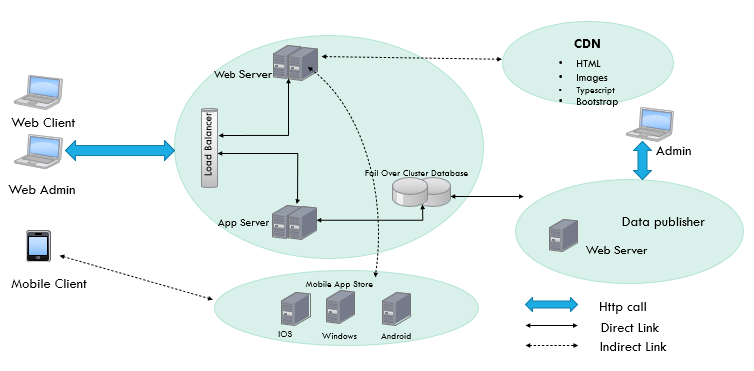 CDN
• HTML
• Images
• Typescript
• Bootstrap
Web Server
Web Client
Load Balancer
Admin
Web Admin
Fail Over Cluster Database
App Server
Data publisher
Web Server
Mobile Client
Mobile App Store
IOS
Windows
Android
Http call
Direct Link
Indirect Link